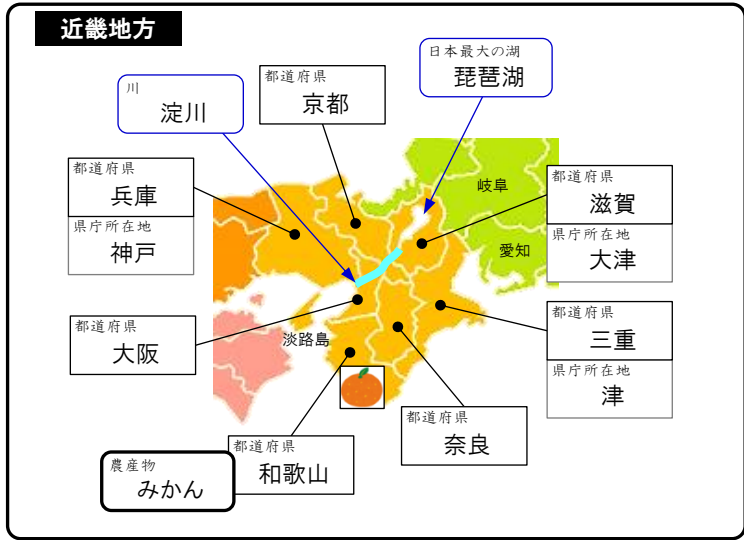 近畿地方
日本最大の湖
琵琶湖
川
淀川
都道府県
京都
都道府県
兵庫
県庁所在地
神戸
岐阜
愛知
都道府県
滋賀
県庁所在地
大津
都道府県
大阪
淡路島
都道府県
三重
県庁所在地
津
都道府県
奈良
都道府県
和歌山
農産物
みかん